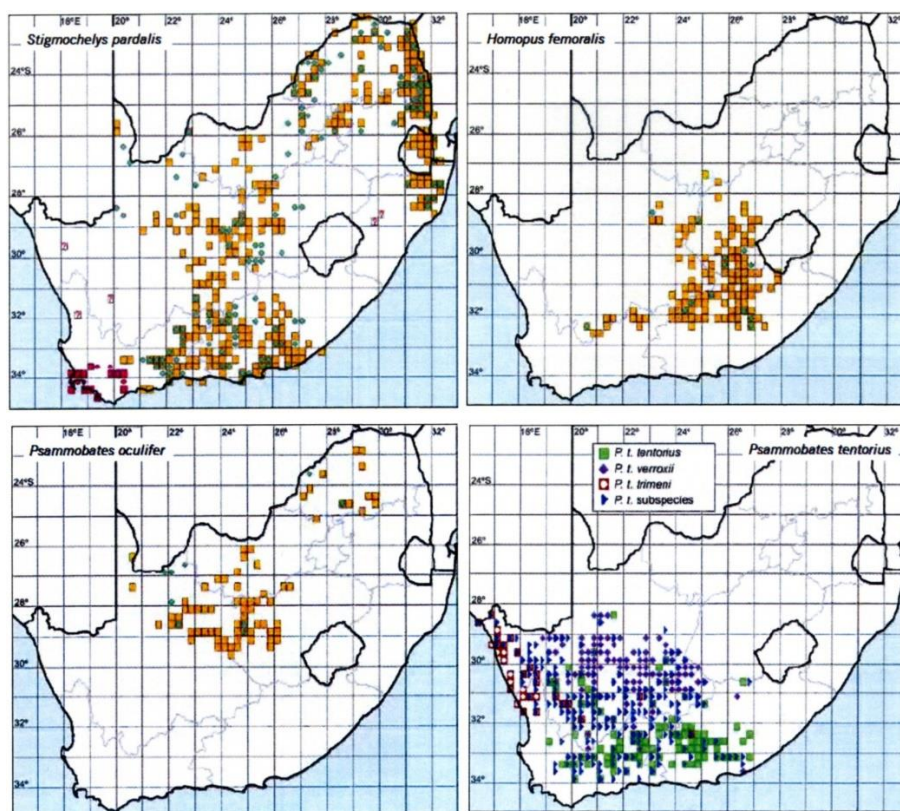 18°E 20° 22° 24° 26° 28° 30° 32°
Stigmochelys pardalis
24°S
26°
28°
30°
32°
34°
?
?
?
?
?
18°E 20° 22° 24° 26° 28° 30° 32°
Homopus femoralis
24°S
26°
28°
30°
32°
34°
18°E 20° 22° 24° 26° 28° 30° 32°
Psammobates oculifer
24°S
26°
28°
30°
32°
34°
18°E 20° 22° 24° 26° 28° 30° 32°
Psammobates tentorius
P. t. tentorius
P. t. verroxii
P. t. trimeni
P. t. subspecies
24°S
26°
28°
30°
32°
34°